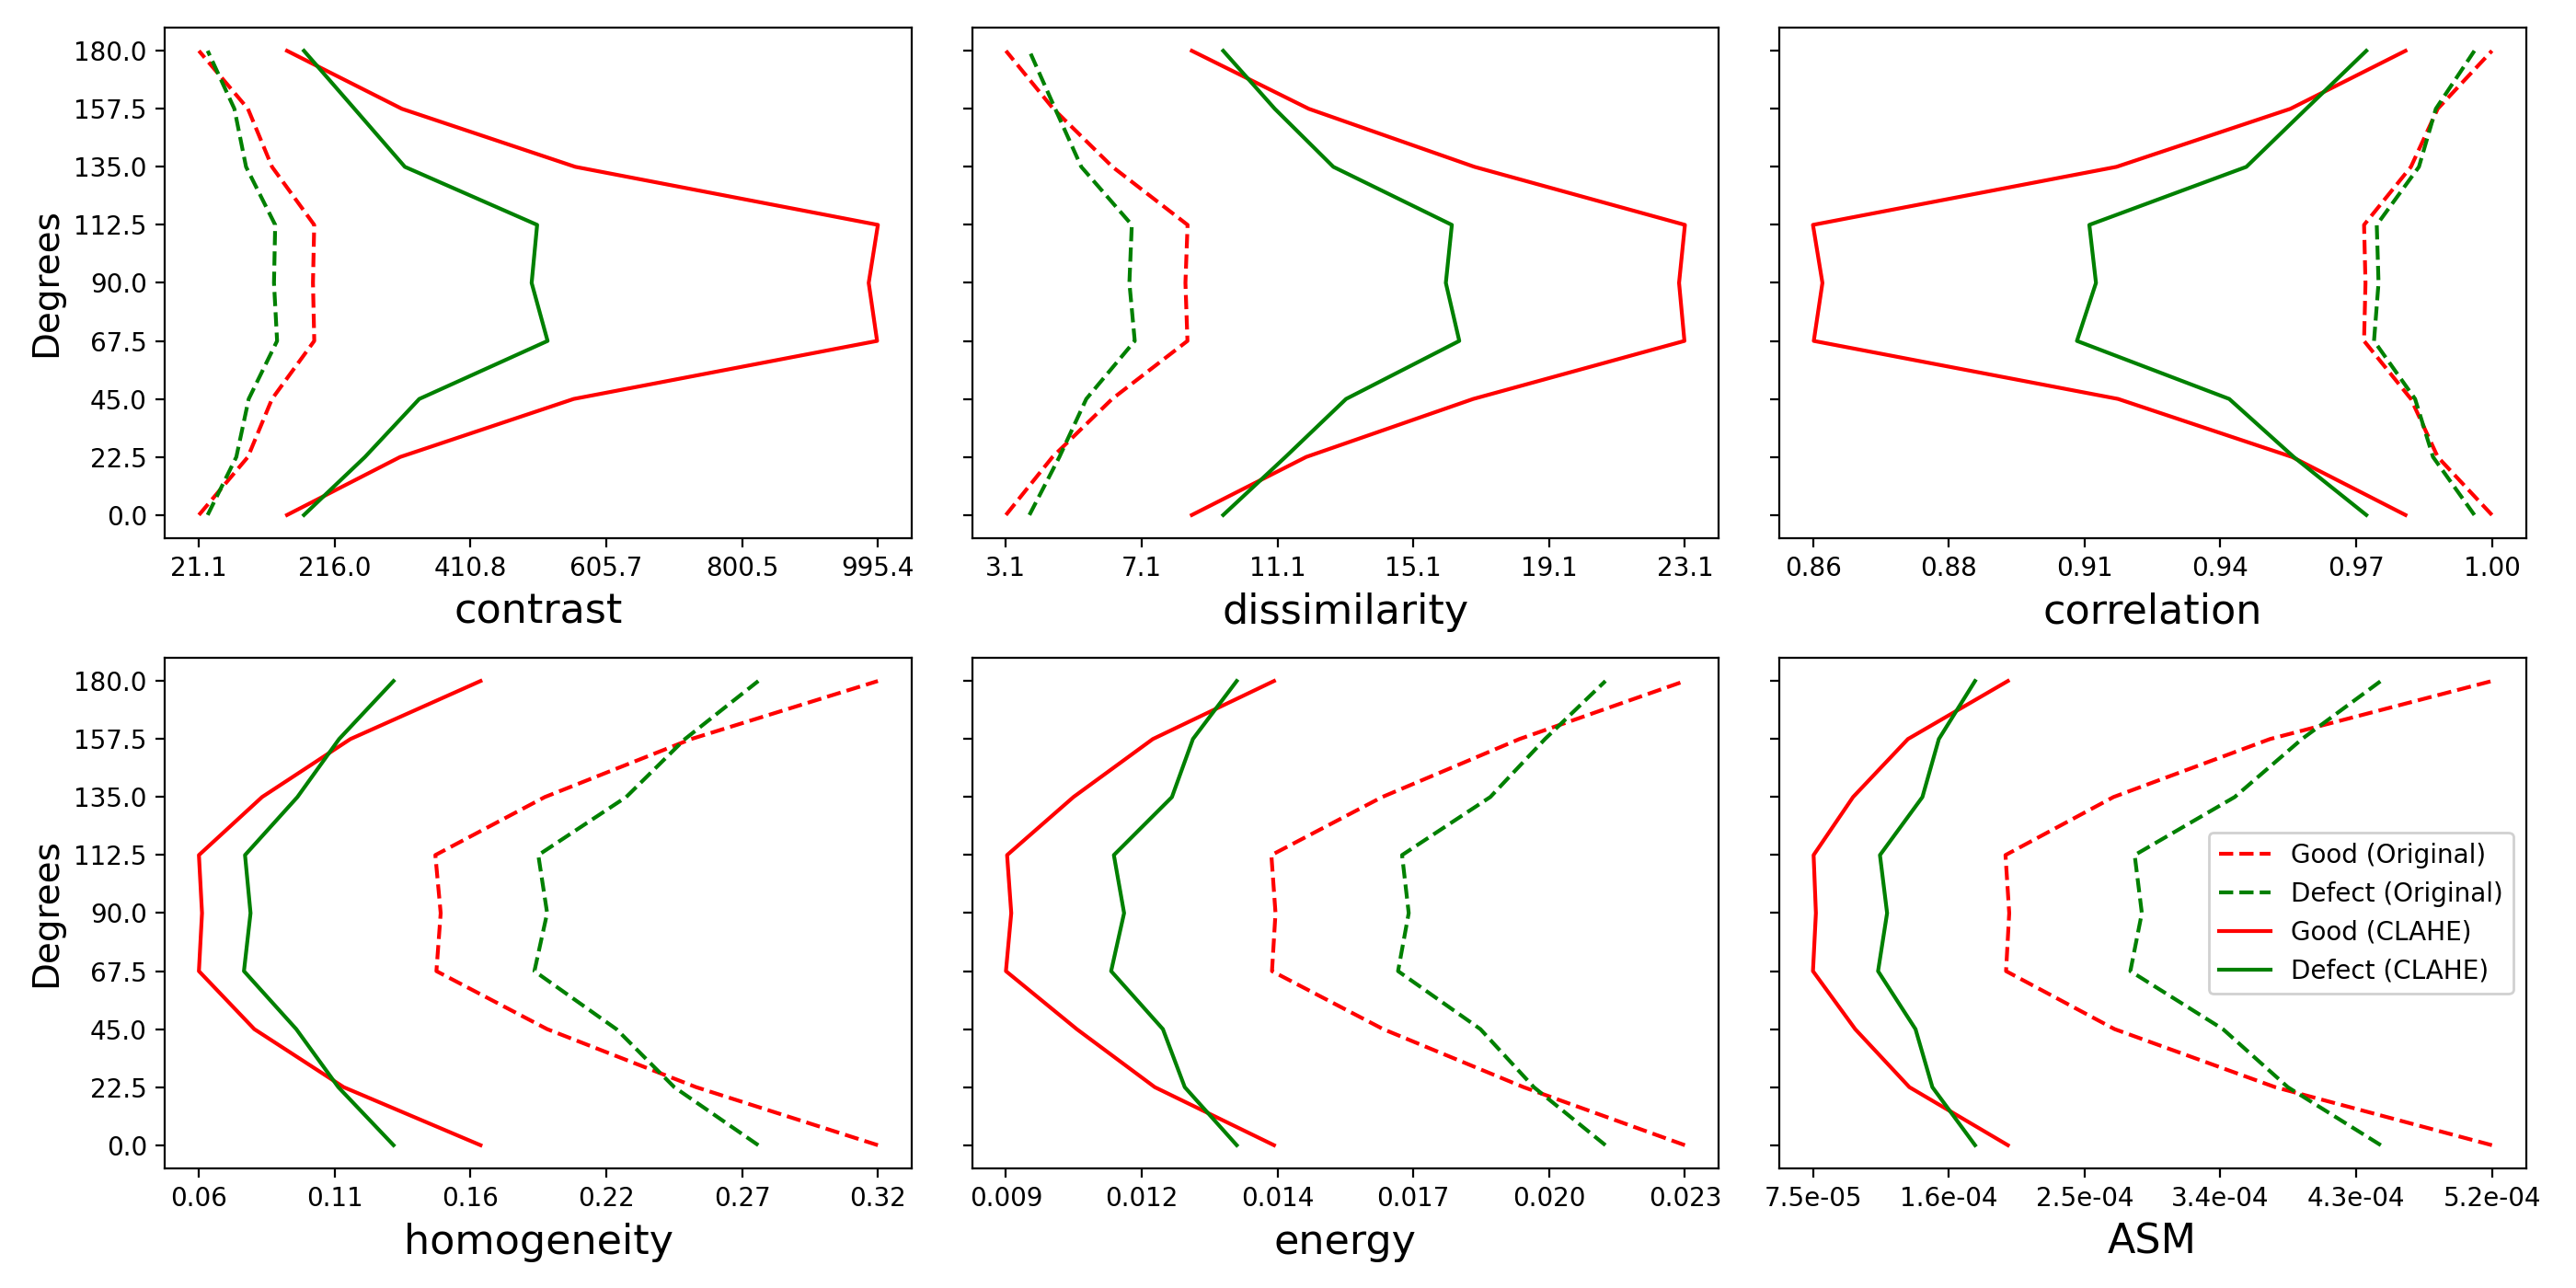 Degrees
180.0
157.5
135.0
112.5
90.0
67.5
45.0
22.5
0.0
21.1 216.0 410.8 605.7 800.5 995.4
contrast
3.1 7.1 11.1 15.1 19.1 23.1
dissimilarity
0.86 0.88 0.91 0.94 0.97 1.00
correlation
Degrees
180.0
157.5
135.0
112.5
90.0
67.5
45.0
22.5
0.0
0.06 0.11 0.16 0.22 0.27 0.32
homogeneity
0.009 0.012 0.014 0.017 0.020 0.023
energy
Good (Original)
Defect (Original)
Good (CLAHE)
Defect (CLAHE)
7.5e-05 1.6e-04 2.5e-04 3.4e-04 4.3e-04 5.2e-04
ASM